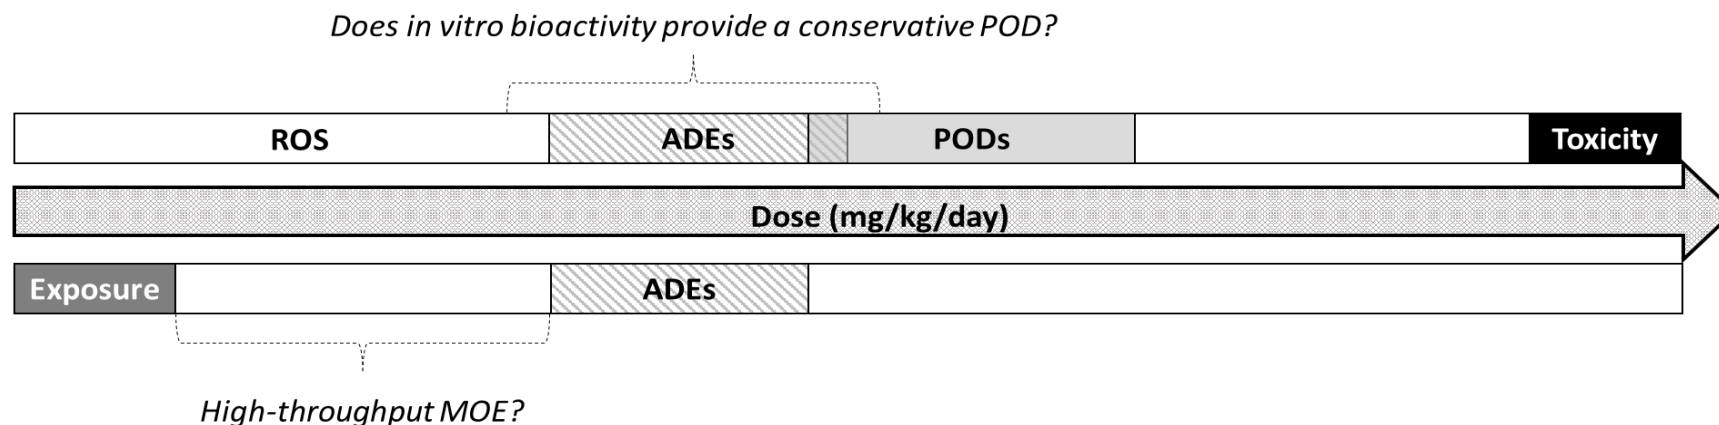 Does in vitro bioactivity provide a conservative POD?
ROS ADEs PODs Toxicity
Dose (mg/kg/day)
Exposure ADEs
High-throughput MOE?